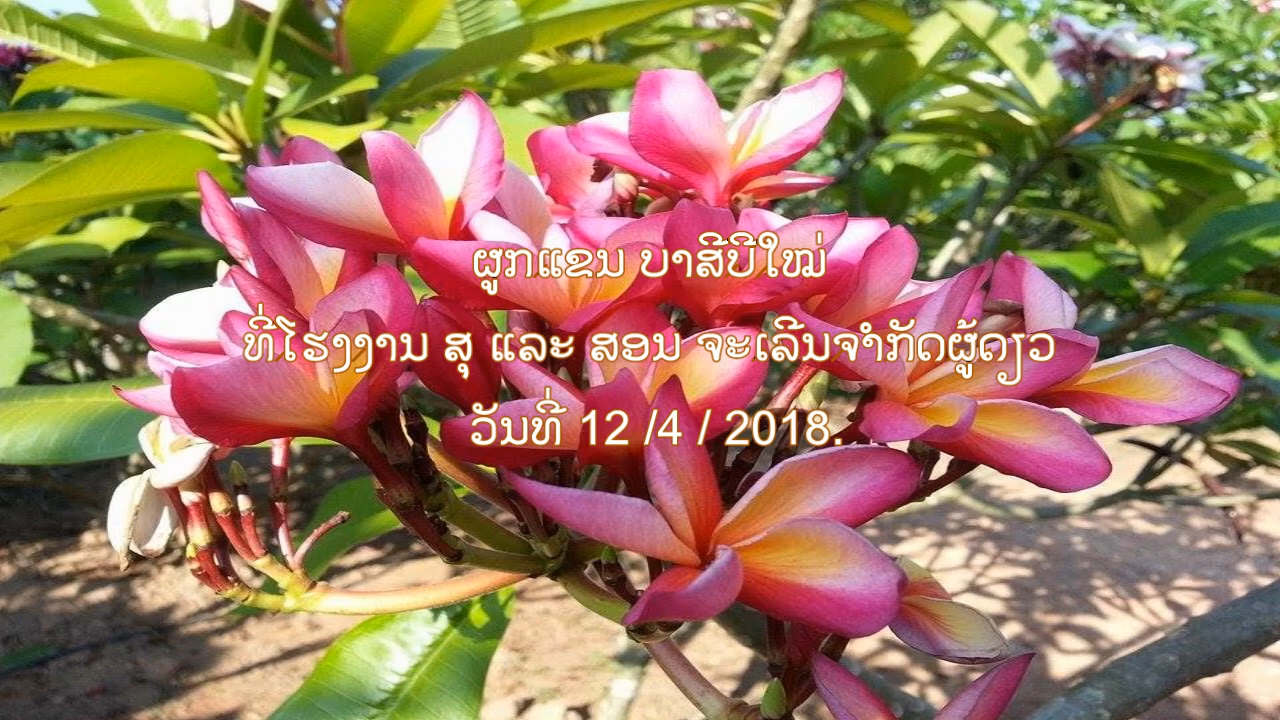 ຜູກແຂນ ບາສີປີໃໝ່
ທີ່ໂຮງງານ ສຸ ແລະ ສອນ ຈະເລີນຈຳກັດຜູ້ດຽວ
ວັນທີ່ 12 /4 / 2018.